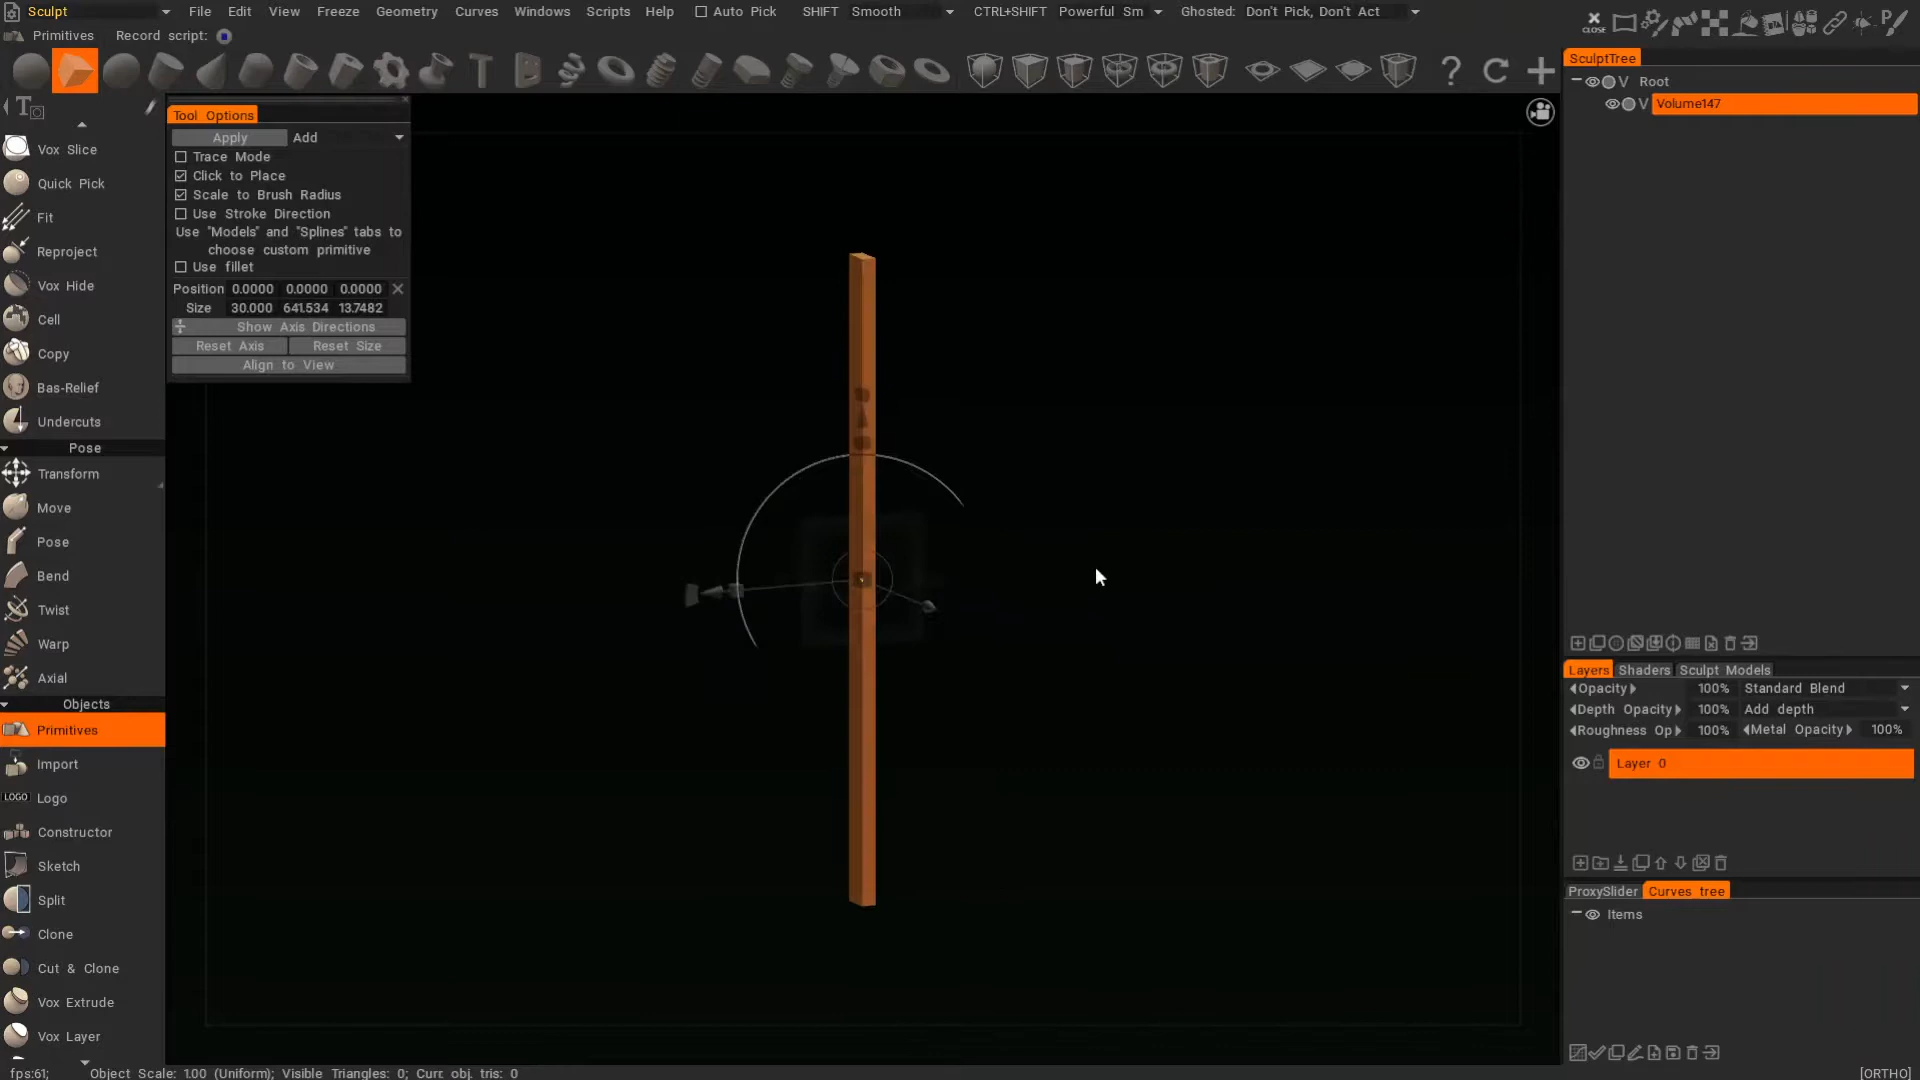 Sculpt File Edit View Freeze Geometry Curves Windows Scripts Help Auto Pick SHIFT Smooth CTRL+SHIFT Powerful Sm Ghosted: Don't Pick, Don't Act
CLOSE
Primitives Record script:
Tool Options
Apply Add
Trace Mode
Click to Place
Scale to Brush Radius
Use Stroke Direction
Use "Models" and "Splines" tabs to
choose custom primitive
Use fillet
Position 0.0000 0.0000 0.0000
Size 30.000 641.534 13.7482
Show Axis Directions
Reset Axis Reset Size
Align to View
Vox Slice
Quick Pick
Fit
Reproject
Vox Hide
Cell
Copy
Bas-Relief
Undercuts
Pose
Transform
Move
Pose
Bend
Twist
Warp
Axial
Objects
Primitives
Import
LOGO Logo
Constructor
Sketch
Split
Clone
Cut & Clone
Vox Extrude
Vox Layer
SculptTree
V Root
V Volume147
Layers Shaders Sculpt Models
Opacity 100% Standard Blend
Depth Opacity 100% Add depth
Roughness Op 100% Metal Opacity 100%
Layer 0
ProxySlider Curves tree
Items
fps:61; Object Scale: 1.00 (Uniform); Visible Triangles: 0; Curr. obj. tris: 0 [ORTHO]